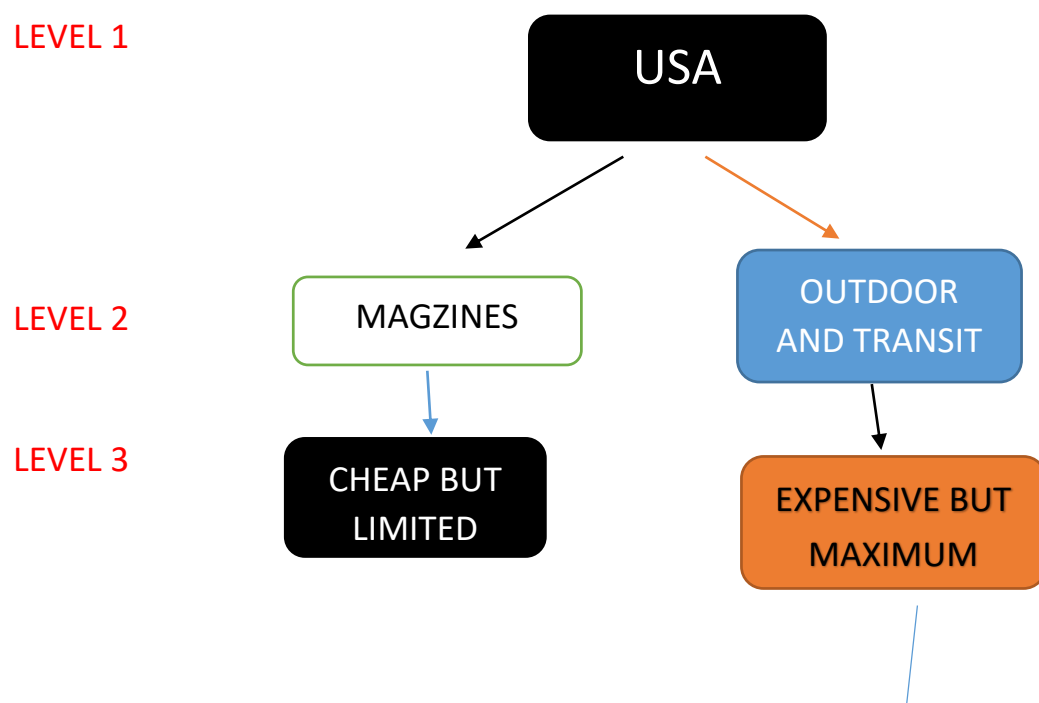 LEVEL 1
USA
LEVEL 2
MAGZINES
OUTDOOR
AND TRANSIT
LEVEL 3
CHEAP BUT
LIMITED
EXPENSIVE BUT
MAXIMUM